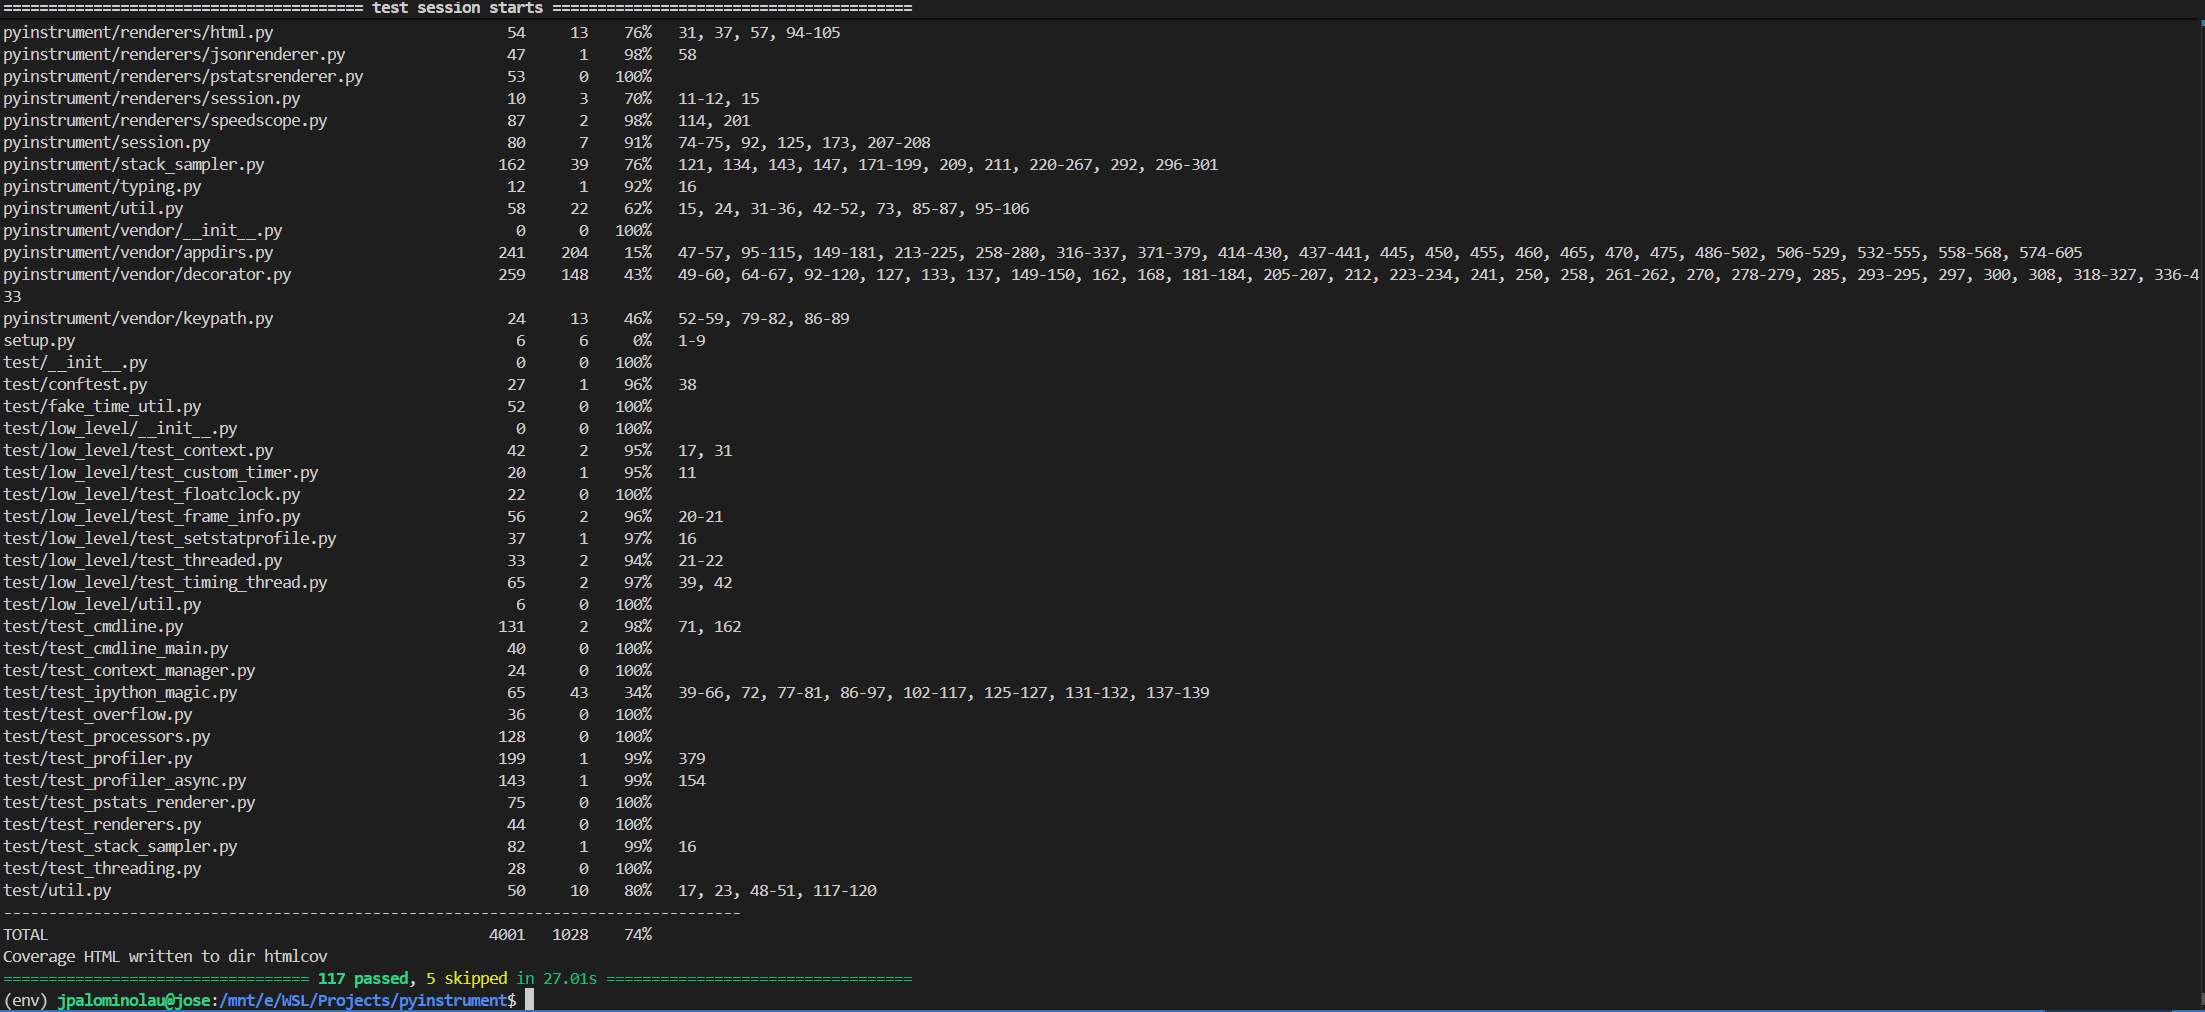 ======================================== test session starts ========================================
pyinstrument/renderers/html.py 54 13 76% 31, 37, 57, 94-105
pyinstrument/renderers/jsonrenderer.py 47 1 98% 58
pyinstrument/renderers/pstatsrenderer.py 53 0 100%
pyinstrument/renderers/session.py 10 3 70% 11-12, 15
pyinstrument/renderers/speedscope.py 87 2 98% 114, 201
pyinstrument/session.py 80 7 91% 74-75, 92, 125, 173, 207-208
pyinstrument/stack_sampler.py 162 39 76% 121, 134, 143, 147, 171-199, 209, 211, 220-267, 292, 296-301
pyinstrument/typing.py 12 1 92% 16
pyinstrument/util.py 58 22 62% 15, 24, 31-36, 42-52, 73, 85-87, 95-106
pyinstrument/vendor/__init__.py 0 0 100%
pyinstrument/vendor/appdirs.py 241 204 15% 47-57, 95-115, 149-181, 213-225, 258-280, 316-337, 371-379, 414-430, 437-441, 445, 450, 455, 460, 465, 470, 475, 486-502, 506-529, 532-555, 558-568, 574-605
pyinstrument/vendor/decorator.py 259 148 43% 49-60, 64-67, 92-120, 127, 133, 137, 149-150, 162, 168, 181-184, 205-207, 212, 223-234, 241, 250, 258, 261-262, 270, 278-279, 285, 293-295, 297, 300, 308, 318-327, 336-4
33
pyinstrument/vendor/keypath.py 24 13 46% 52-59, 79-82, 86-89
setup.py 6 6 0% 1-9
test/__init__.py 0 0 100%
test/conftest.py 27 1 96% 38
test/fake_time_util.py 52 0 100%
test/low_level/__init__.py 0 0 100%
test/low_level/test_context.py 42 2 95% 17, 31
test/low_level/test_custom_timer.py 20 1 95% 11
test/low_level/test_floatclock.py 22 0 100%
test/low_level/test_frame_info.py 56 2 96% 20-21
test/low_level/test_setstatprofile.py 37 1 97% 16
test/low_level/test_threaded.py 33 2 94% 21-22
test/low_level/test_timing_thread.py 65 2 97% 39, 42
test/low_level/util.py 6 0 100%
test/test_cmdline.py 131 2 98% 71, 162
test/test_cmdline_main.py 40 0 100%
test/test_context_manager.py 24 0 100%
test/test_ipython_magic.py 65 43 34% 39-66, 72, 77-81, 86-97, 102-117, 125-127, 131-132, 137-139
test/test_overflow.py 36 0 100%
test/test_processors.py 128 0 100%
test/test_profiler.py 199 1 99% 379
test/test_profiler_async.py 143 1 99% 154
test/test_pstats_renderer.py 75 0 100%
test/test_renderers.py 44 0 100%
test/test_stack_sampler.py 82 1 99% 16
test/test_threading.py 28 0 100%
test/util.py 50 10 80% 17, 23, 48-51, 117-120
----------------------------------------------------------------------------------
TOTAL 4001 1028 74%
Coverage HTML written to dir htmlcov
================================== 117 passed, 5 skipped in 27.01s ==================================
(env) jpalominolau@jose:/mnt/e/WSL/Projects/pyinstrument$